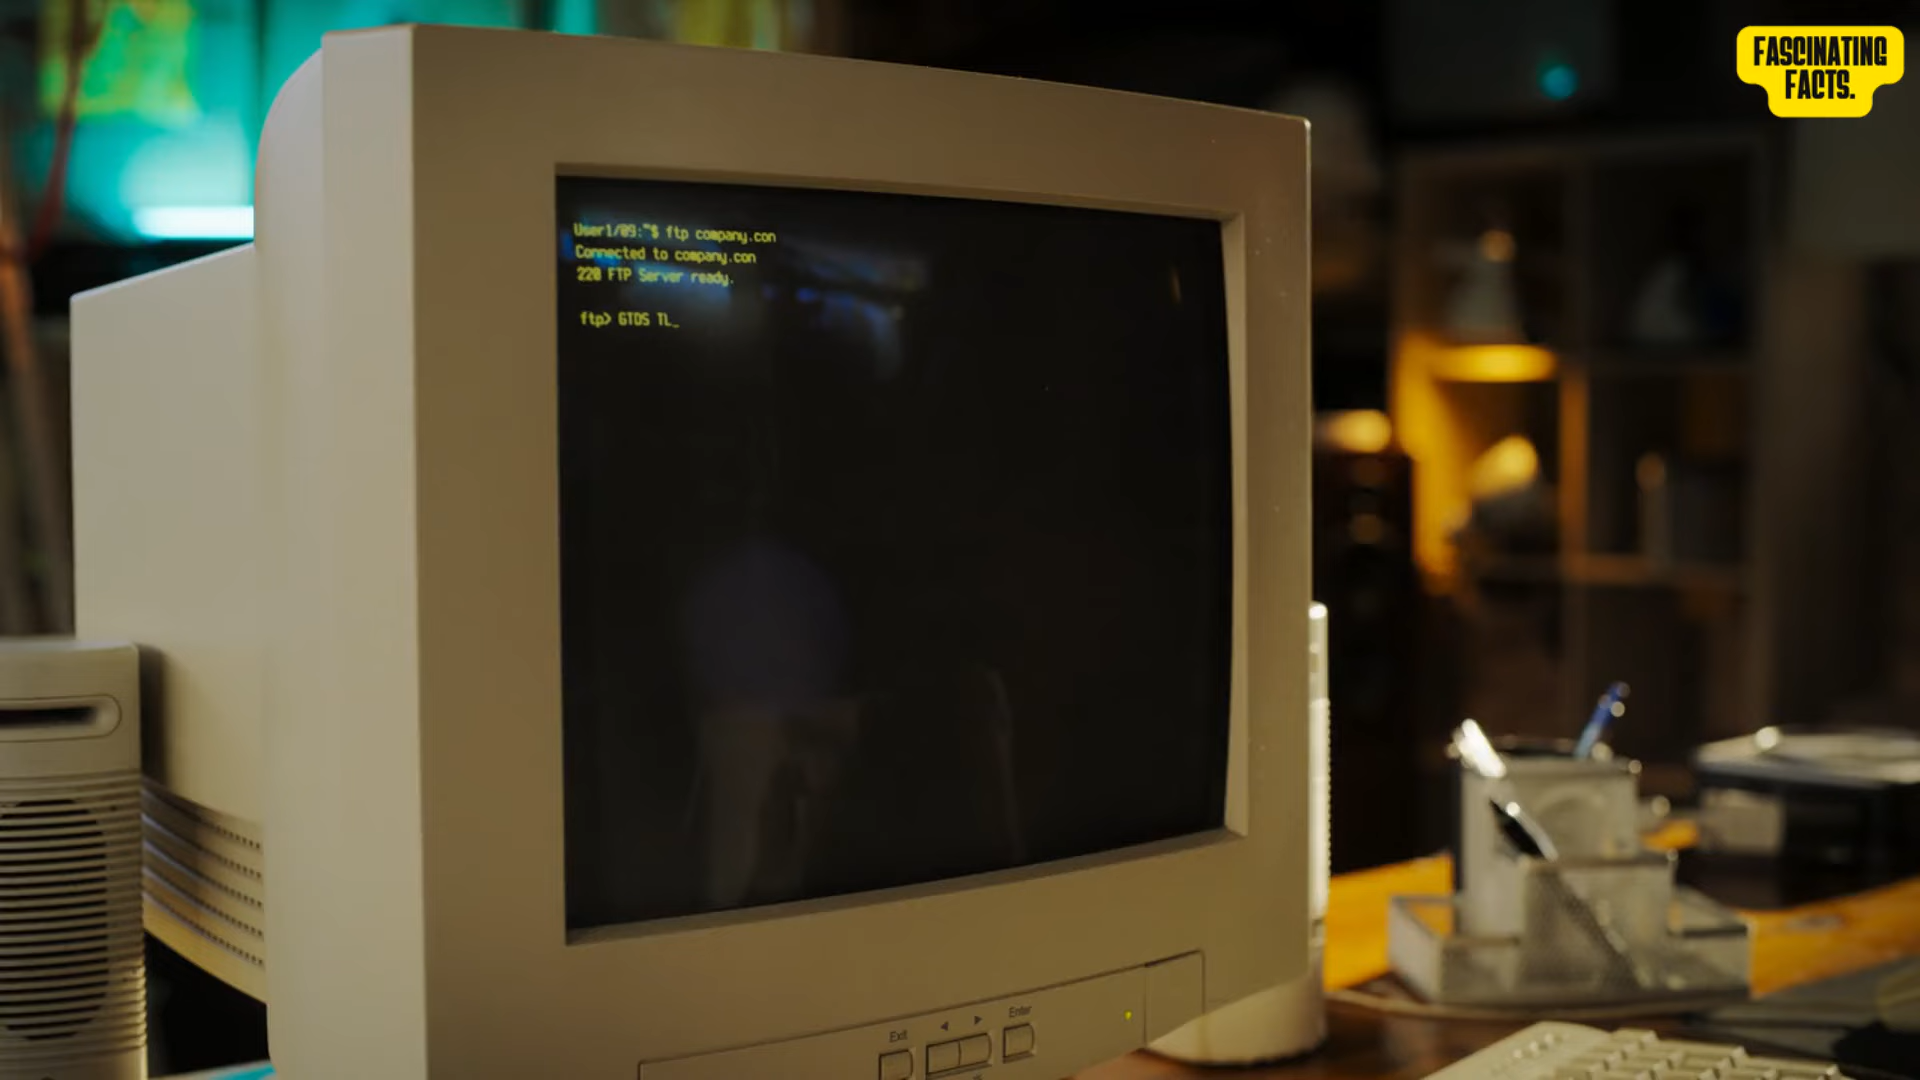 FASCINATING
FACTS.
User1/09:~$ ftp company.con
Connected to company.con
220 FTP Server ready.
ftp> GTDS TL_
Exit
Enter